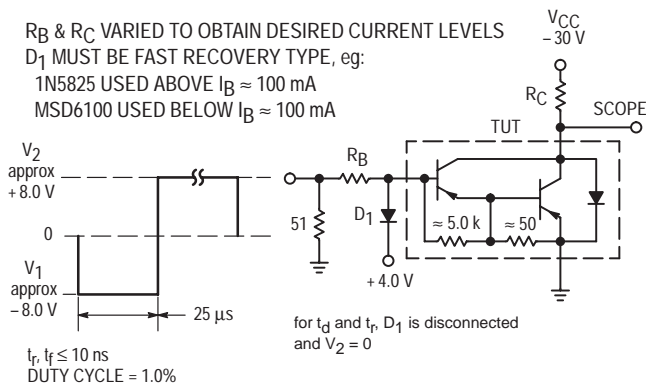 R_B & R_C VARIED TO OBTAIN DESIRED CURRENT LEVELS
D_1 MUST BE FAST RECOVERY TYPE, eg:
1N5825 USED ABOVE I_B ≈ 100 mA
MSD6100 USED BELOW I_B ≈ 100 mA
V_CC
– 30 V
R_C
SCOPE
TUT
V_2
approx
+ 8.0 V
0
V_1
approx
– 8.0 V
25 µs
R_B
51
D_1
+ 4.0 V
≈ 5.0 k
≈ 50
for t_d and t_r, D_1 is disconnected
and V_2 = 0
t_r, t_f ≤ 10 ns
DUTY CYCLE = 1.0%